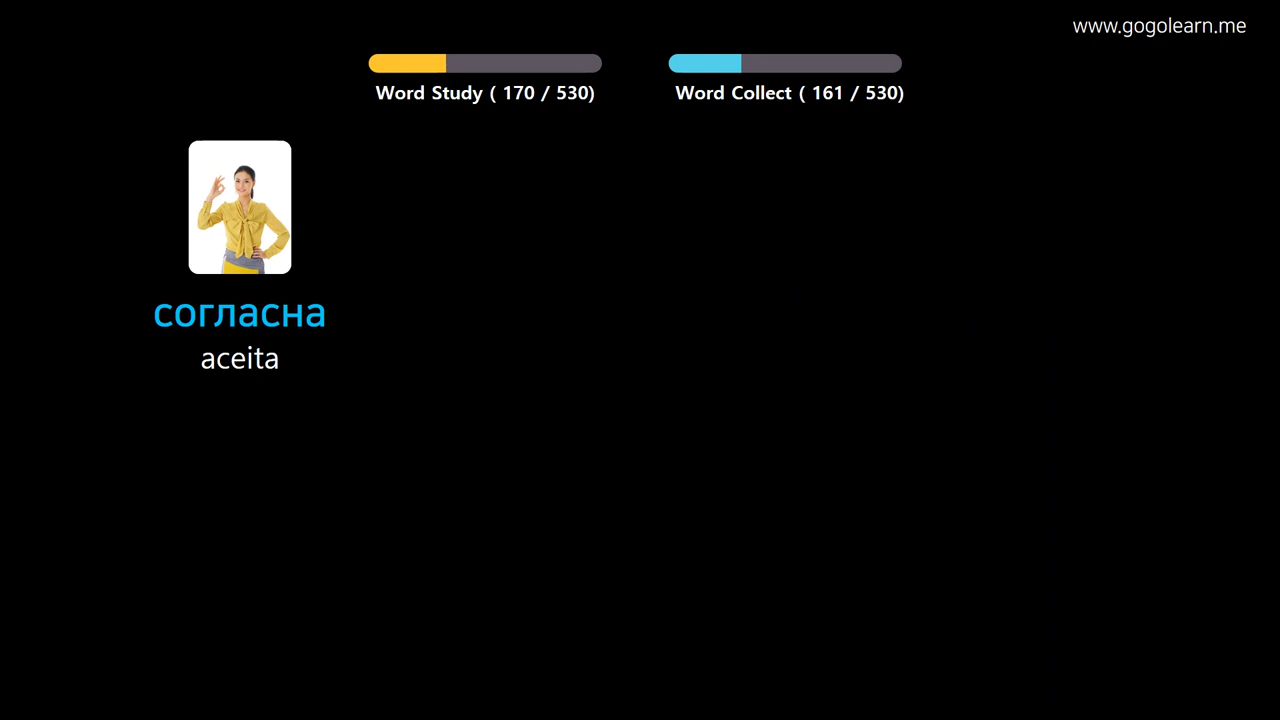 www.gogolearn.me
Word Study ( 170 / 530)
Word Collect ( 161 / 530)
согласна
aceita